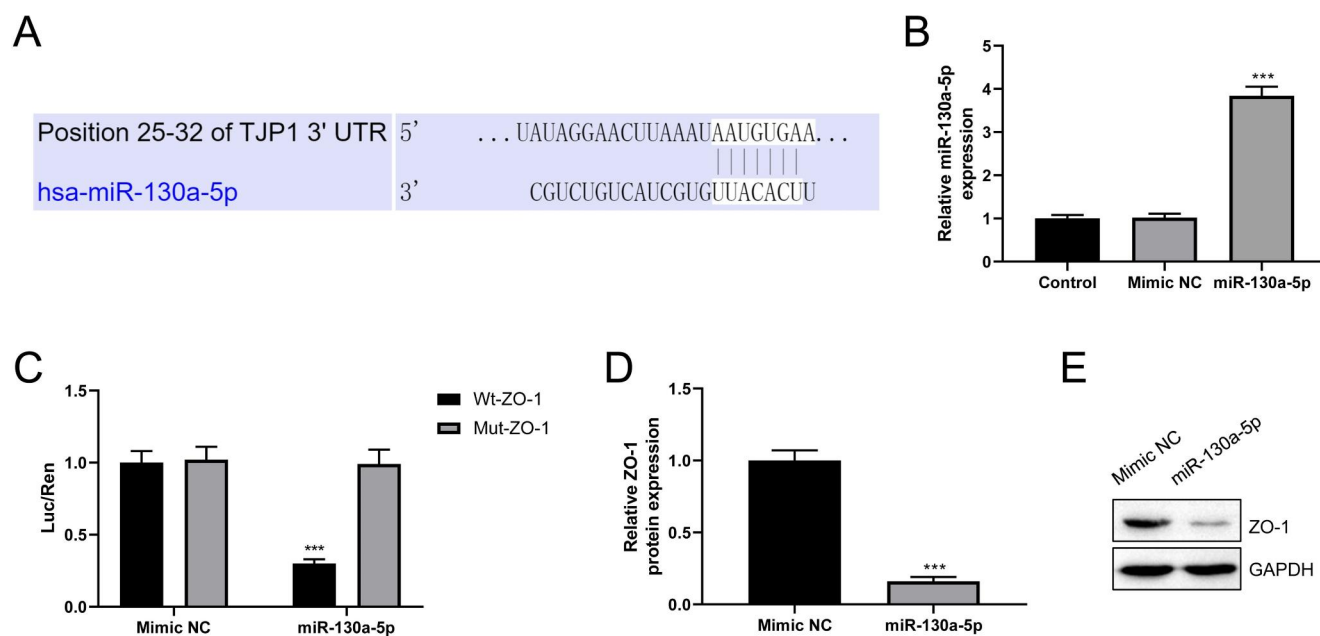 A
Position 25-32 of TJP1 3' UTR 5' ...UAUAGGAACUUAAAUAAUGUGAA...
hsa-miR-130a-5p 3' CGUCUGUCAUCGUGUUACACUU
B
Relative miR-130a-5p
expression
5
4
3
2
1
0
***
Control Mimic NC miR-130a-5p
C
Luc/Ren
1.5
1.0
0.5
0.0
***
Mimic NC miR-130a-5p
Wt-ZO-1
Mut-ZO-1
D
Relative ZO-1
protein expression
1.5
1.0
0.5
0.0
***
Mimic NC miR-130a-5p
E
Mimic NC
miR-130a-5p
ZO-1
GAPDH